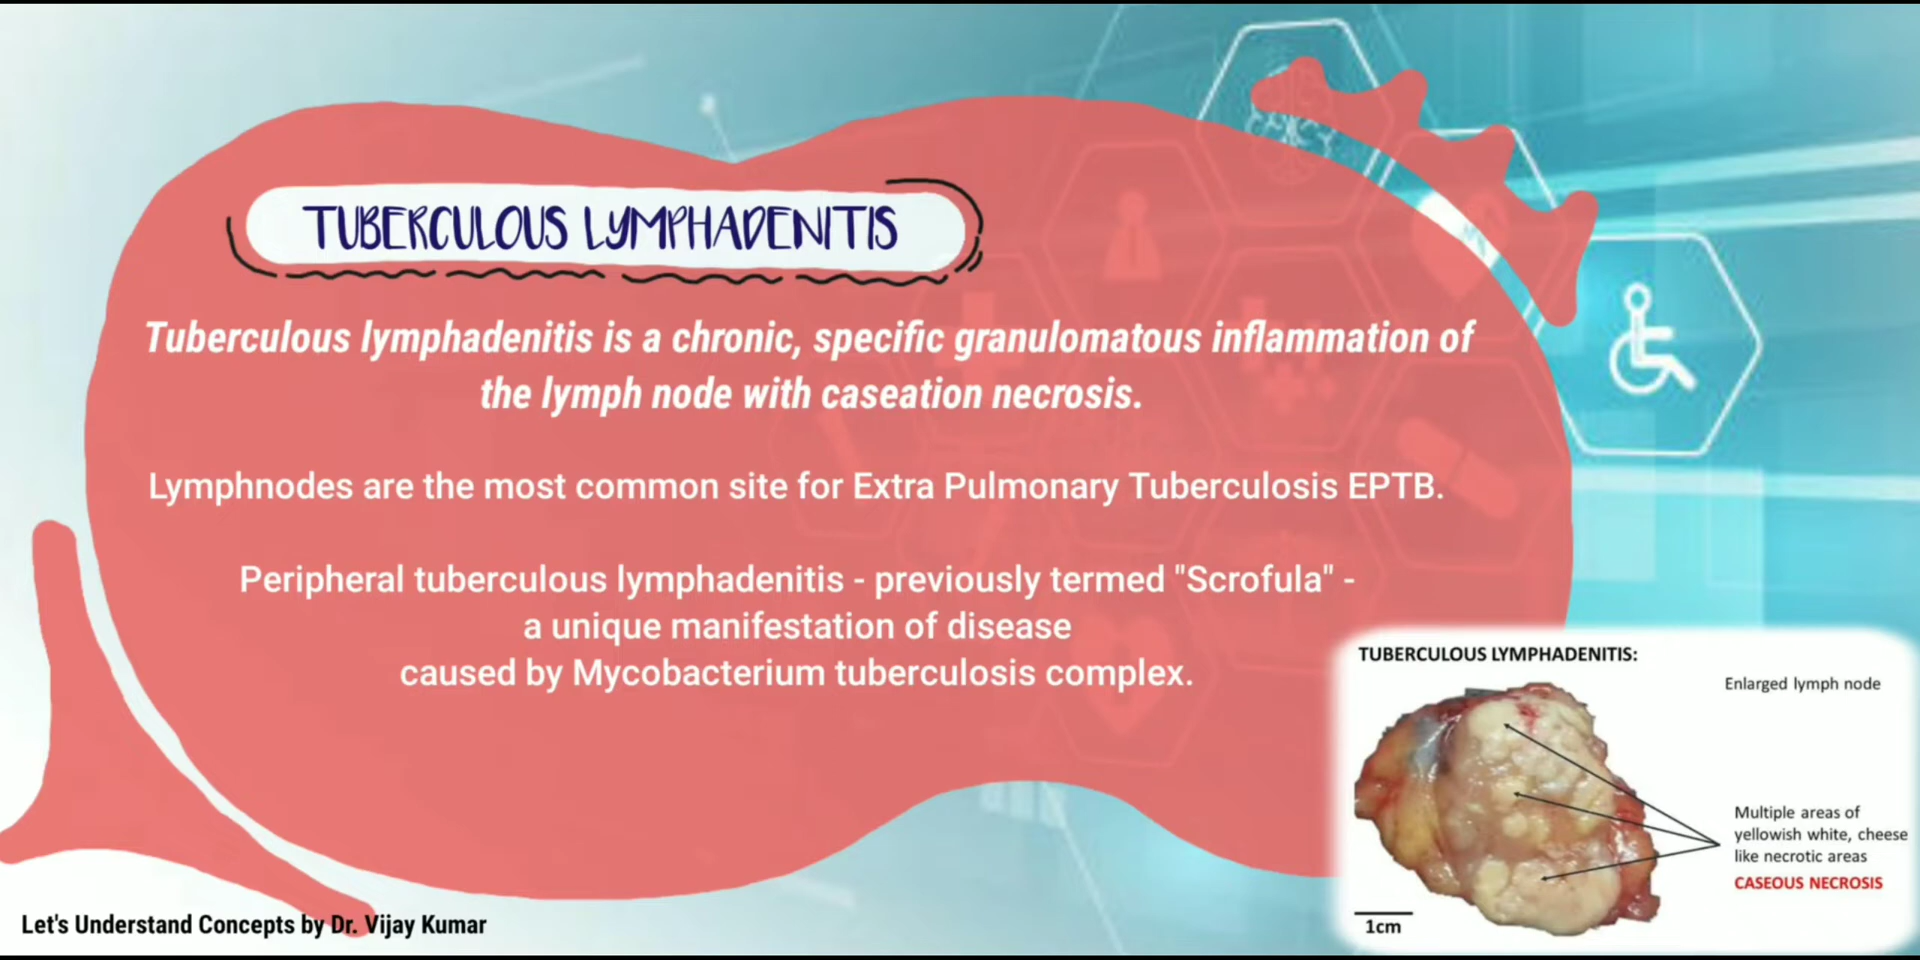 TUBERCULOUS LYMPHADENITIS
Tuberculous lymphadenitis is a chronic, specific granulomatous inflammation of
the lymph node with caseation necrosis.
Lymphnodes are the most common site for Extra Pulmonary Tuberculosis EPTB.
Peripheral tuberculous lymphadenitis - previously termed "Scrofula" -
a unique manifestation of disease
caused by Mycobacterium tuberculosis complex.
TUBERCULOUS LYMPHADENITIS:
Enlarged lymph node
Multiple areas of
yellowish white, cheese
like necrotic areas
CASEOUS NECROSIS
1cm
Let's Understand Concepts by Dr. Vijay Kumar